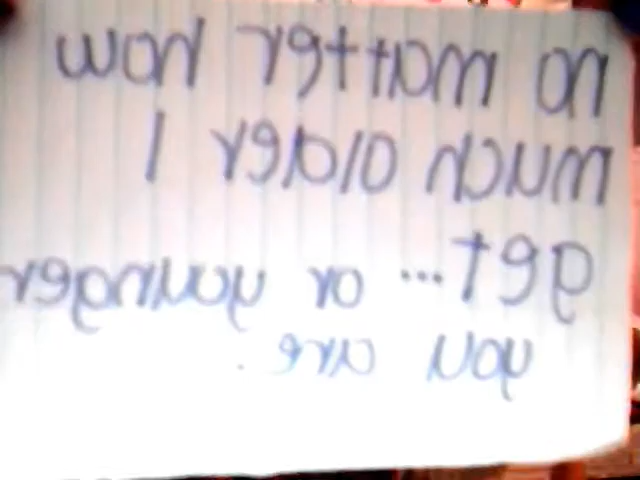 no matter how
much older I
get... or younger
you are.